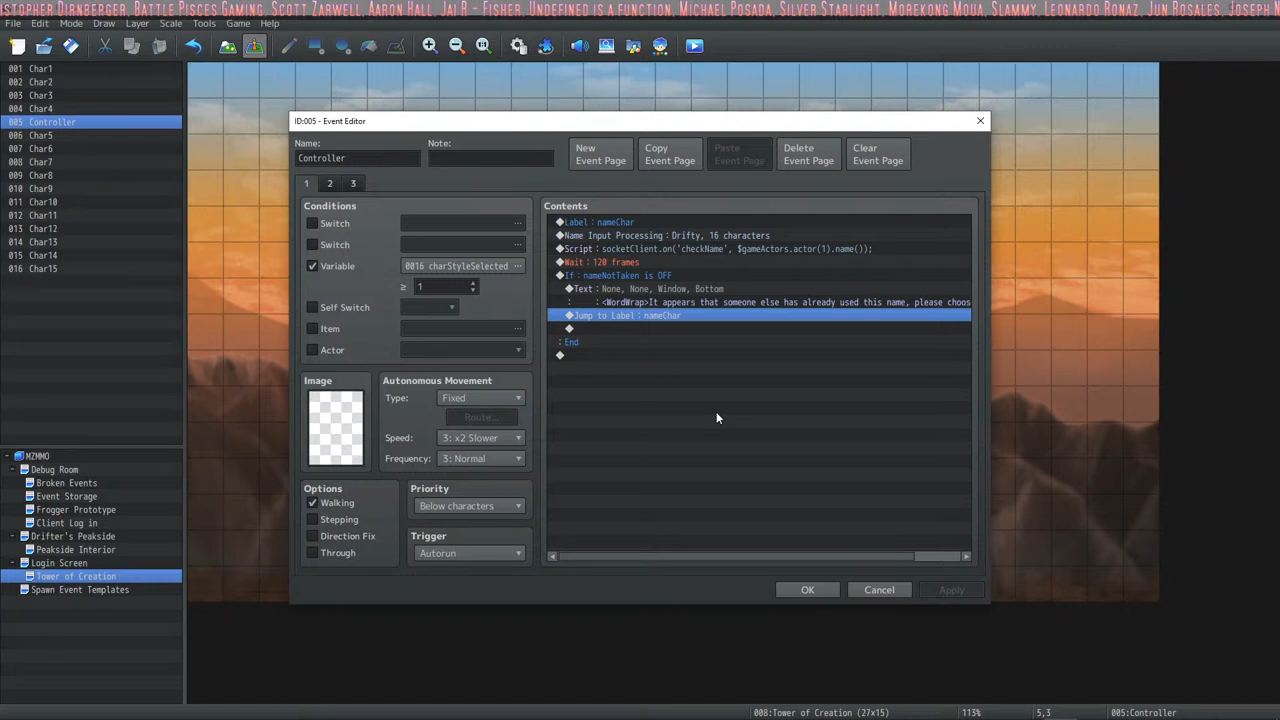 ISTOPHER DIRNBERGER, BATTLE PISCES GAMING, SCOTT ZARWELL, AARON HALL, JAI R - FISHER, UNDEFINED IS A FUNCTION, MICHAEL POSADA, SILVER STARLIGHT, MOREKONG MOUA, SLAMMY, LEONARDO RONAZ, JUN ROSALES, JOSEPH N
File Edit Mode Draw Layer Scale Tools Game Help
001 Char1
002 Char2
003 Char3
004 Char4
005 Controller
006 Char5
007 Char6
008 Char7
009 Char8
010 Char9
011 Char10
012 Char11
013 Char12
014 Char13
015 Char14
016 Char15
MZMMO
Debug Room
Broken Events
Event Storage
Frogger Prototype
Client Log in
Drifter's Peakside
Peakside Interior
Login Screen
Tower of Creation
Spawn Event Templates
ID:005 - Event Editor
Name:
Controller
Note:
New Event Page
Copy Event Page
Paste Event Page
Delete Event Page
Clear Event Page
1 2 3
Conditions
Switch
Switch
Variable 0016 charStyleSelected
≥ 1
Self Switch
Item
Actor
Image
Autonomous Movement
Type: Fixed
Route...
Speed: 3: x2 Slower
Frequency: 3: Normal
Options
Walking
Stepping
Direction Fix
Through
Priority
Below characters
Trigger
Autorun
Contents
◆Label : nameChar
◆Name Input Processing : Drifty, 16 characters
◆Script : socketClient.on('checkName', $gameActors.actor(1).name());
◆Wait : 120 frames
◆If : nameNotTaken is OFF
◆Text : None, None, Window, Bottom
: :<WordWrap>It appears that someone else has already used this name, please choos
◆Jump to Label : nameChar
◆
: End
◆
OK Cancel Apply
008:Tower of Creation (27x15) 113% 5,3 005:Controller